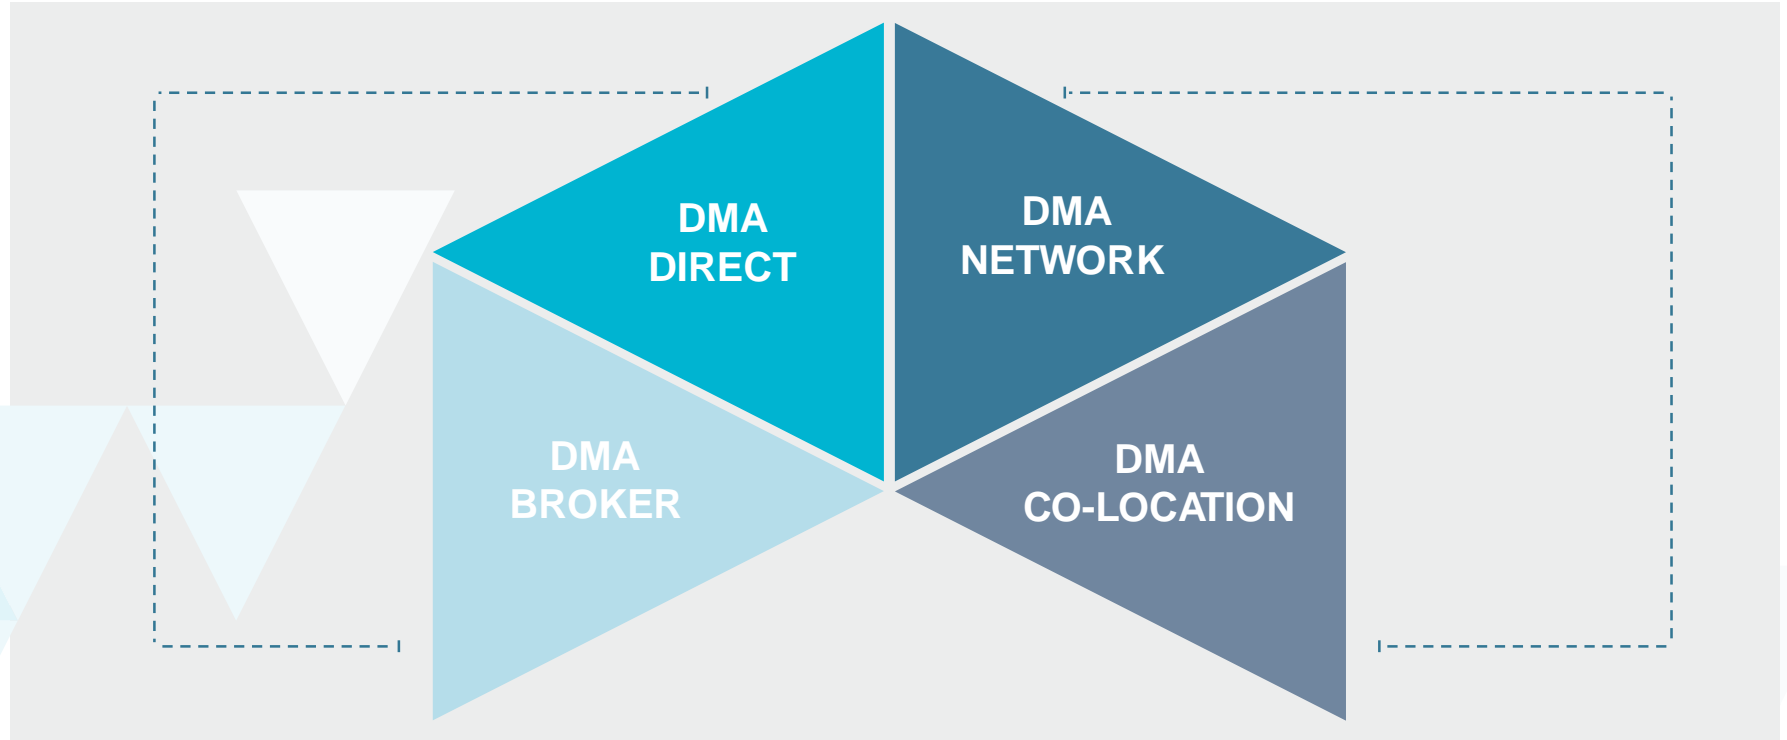 DMA
DIRECT
DMA
NETWORK
DMA
BROKER
DMA
CO-LOCATION